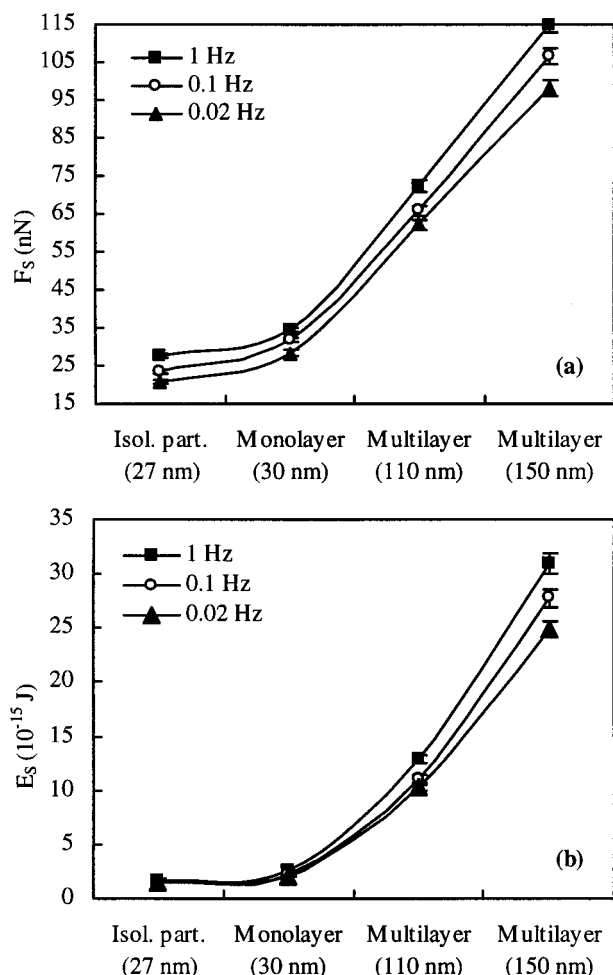 115
105
95
85
75
65
55
45
35
25
15
Fs (nN)
1 Hz
0.1 Hz
0.02 Hz
(a)
Isol. part. Monolayer Multilayer Multilayer
(27 nm) (30 nm) (110 nm) (150 nm)
35
30
25
20
15
10
5
0
Es (10⁻¹⁵ J)
1 Hz
0.1 Hz
0.02 Hz
(b)
Isol. part. Monolayer Multilayer Multilayer
(27 nm) (30 nm) (110 nm) (150 nm)